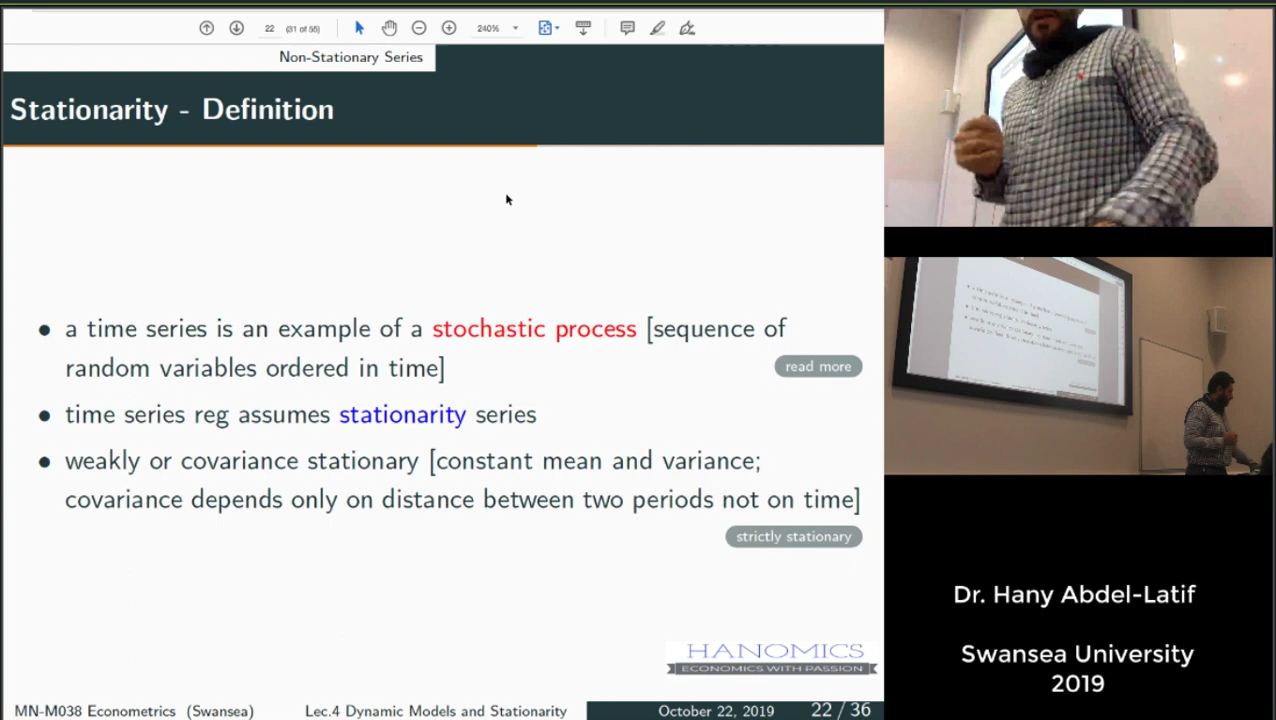 22 (31 of 55) 240%
Non-Stationary Series
Stationarity - Definition
• a time series is an example of a stochastic process [sequence of
random variables ordered in time]
read more
• time series reg assumes stationarity series
• weakly or covariance stationary [constant mean and variance;
covariance depends only on distance between two periods not on time]
strictly stationary
HANOMICS
ECONOMICS WITH PASSION
MN-M038 Econometrics (Swansea) Lec.4 Dynamic Models and Stationarity October 22, 2019 22 / 36
Dr. Hany Abdel-Latif
Swansea University
2019